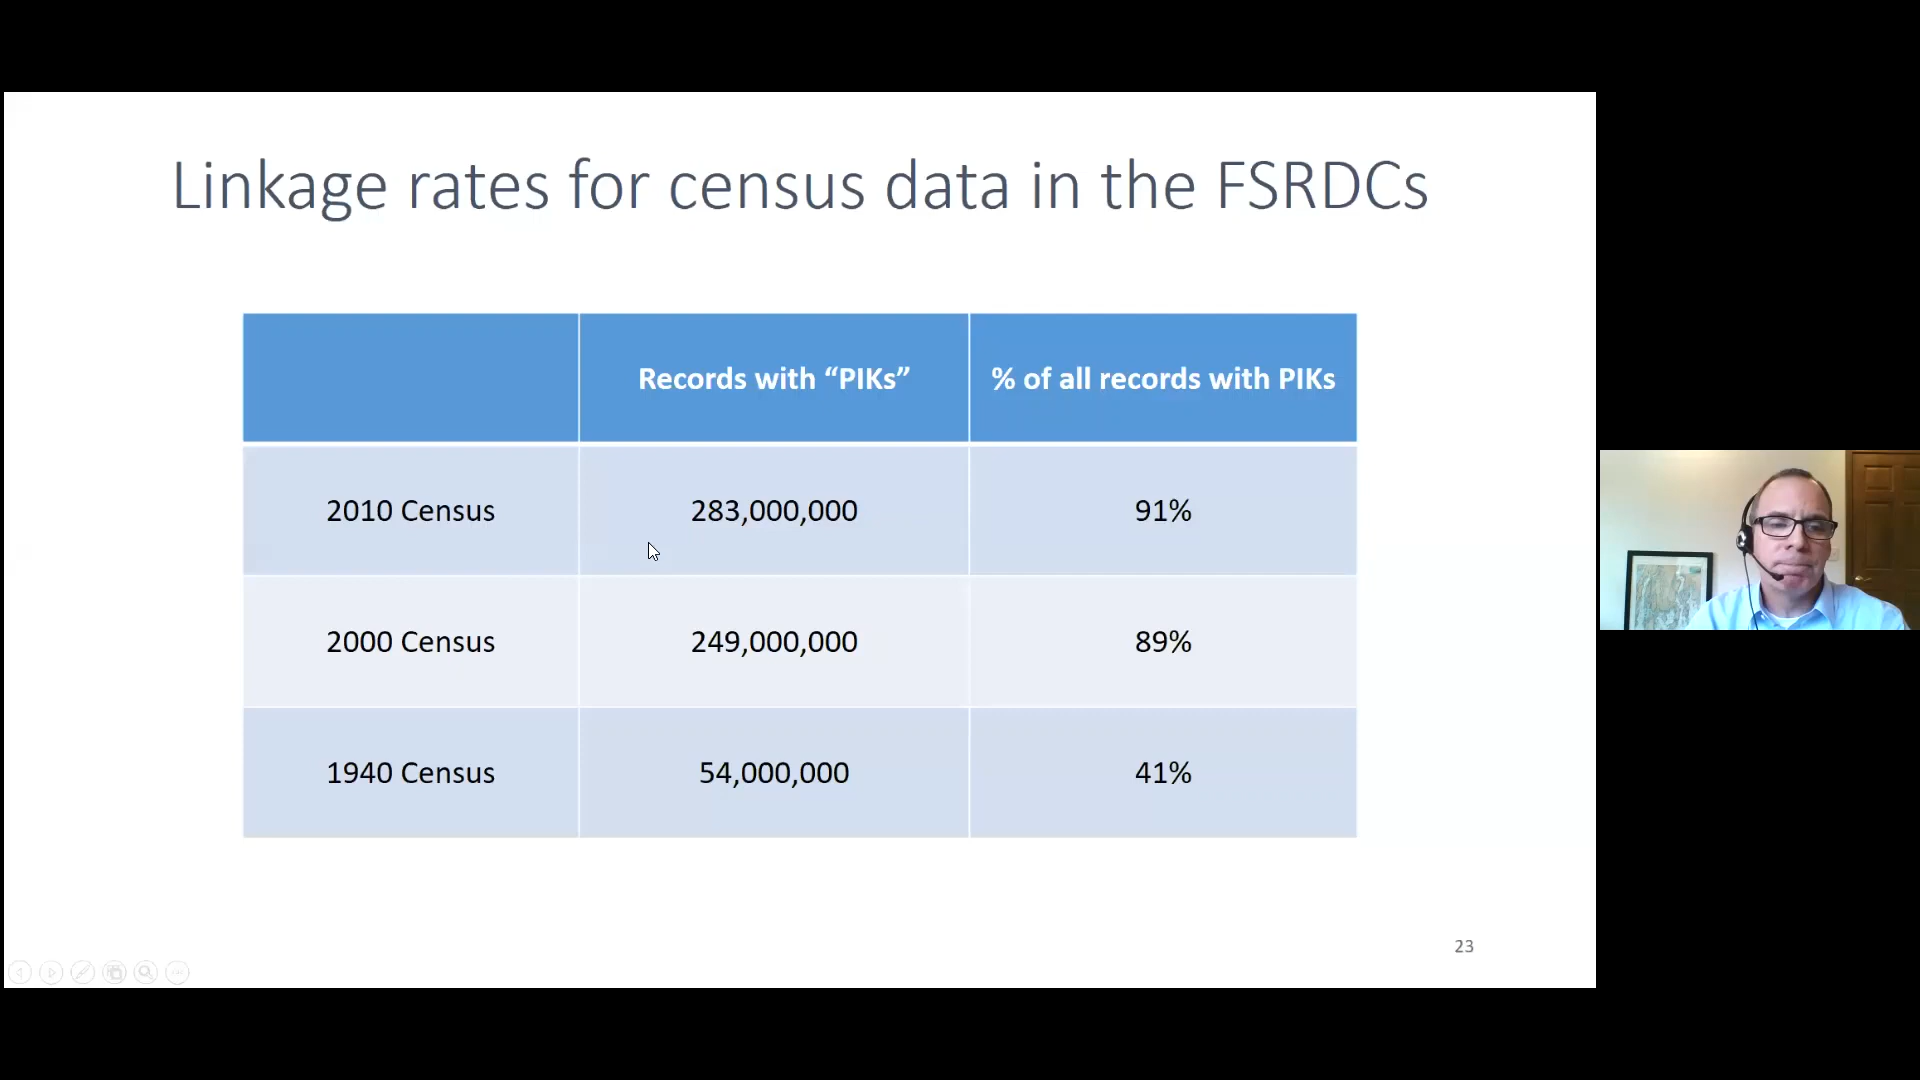 Linkage rates for census data in the FSRDCs
Records with “PIKs”
% of all records with PIKs
2010 Census
283,000,000
91%
2000 Census
249,000,000
89%
1940 Census
54,000,000
41%
23